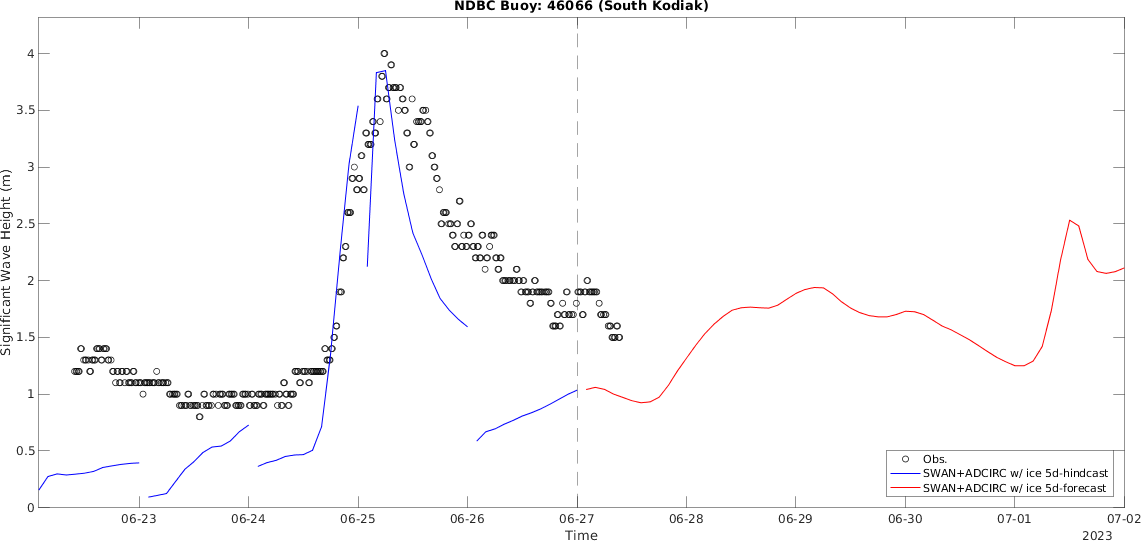 NDBC Buoy: 46066 (South Kodiak)
Significant Wave Height (m)
4
3.5
3
2.5
2
1.5
1
0.5
0
Obs.
SWAN+ADCIRC w/ ice 5d-hindcast
SWAN+ADCIRC w/ ice 5d-forecast
06-23 06-24 06-25 06-26 06-27 06-28 06-29 06-30 07-01 07-02
Time
2023